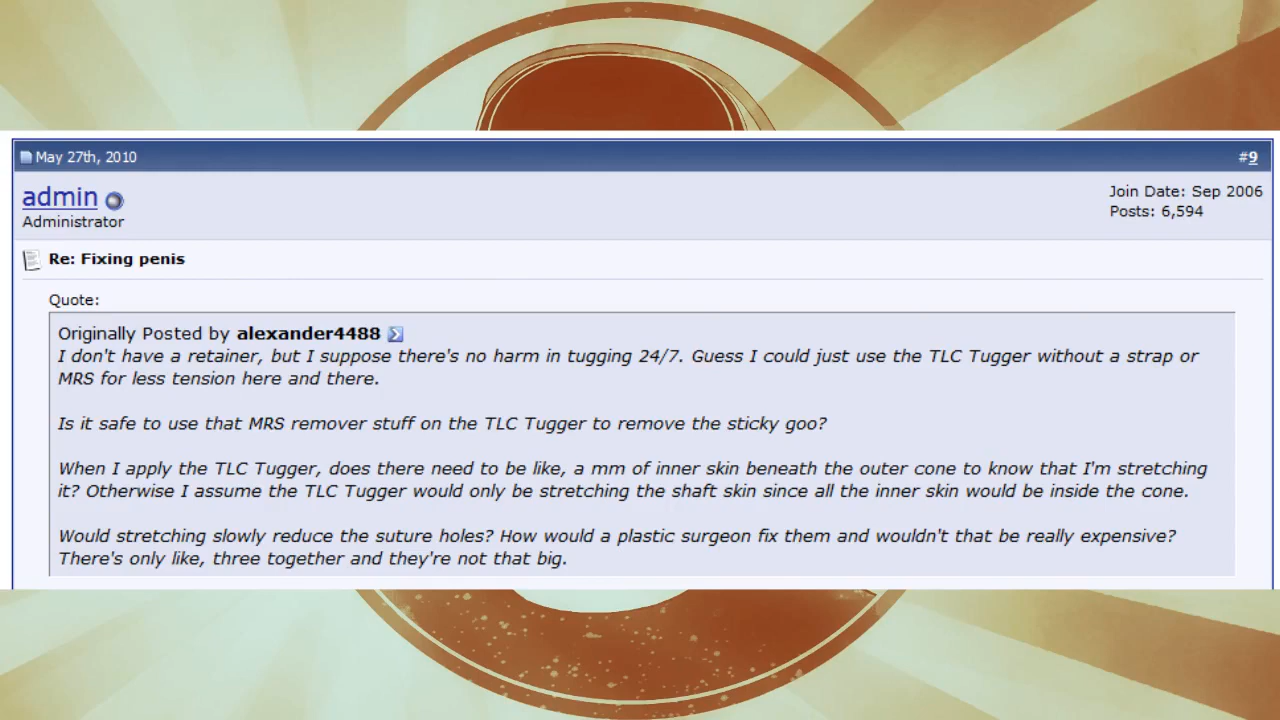 May 27th, 2010
#9
admin
Administrator
Join Date: Sep 2006
Posts: 6,594
Re: Fixing penis
Quote:
Originally Posted by alexander4488
I don't have a retainer, but I suppose there's no harm in tugging 24/7. Guess I could just use the TLC Tugger without a strap or
MRS for less tension here and there.
Is it safe to use that MRS remover stuff on the TLC Tugger to remove the sticky goo?
When I apply the TLC Tugger, does there need to be like, a mm of inner skin beneath the outer cone to know that I'm stretching
it? Otherwise I assume the TLC Tugger would only be stretching the shaft skin since all the inner skin would be inside the cone.
Would stretching slowly reduce the suture holes? How would a plastic surgeon fix them and wouldn't that be really expensive?
There's only like, three together and they're not that big.